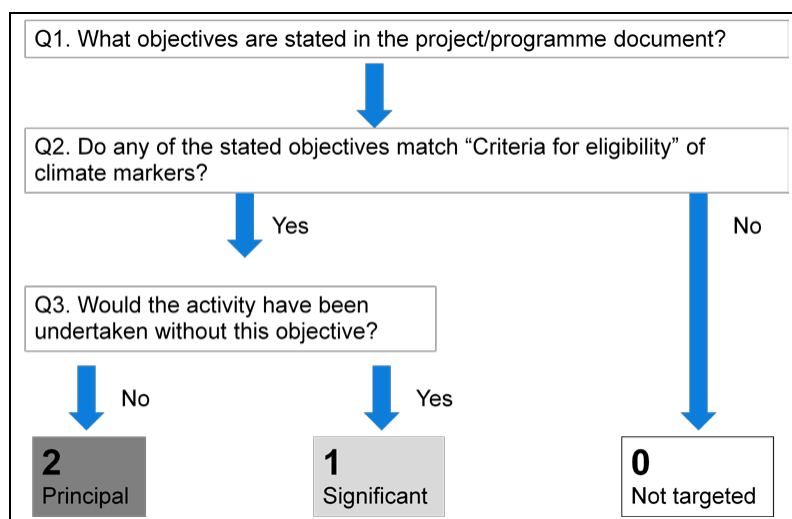 Q1. What objectives are stated in the project/programme document?
Q2. Do any of the stated objectives match “Criteria for eligibility” of
climate markers?
Yes
No
Q3. Would the activity have been
undertaken without this objective?
No
Yes
2
Principal
1
Significant
0
Not targeted